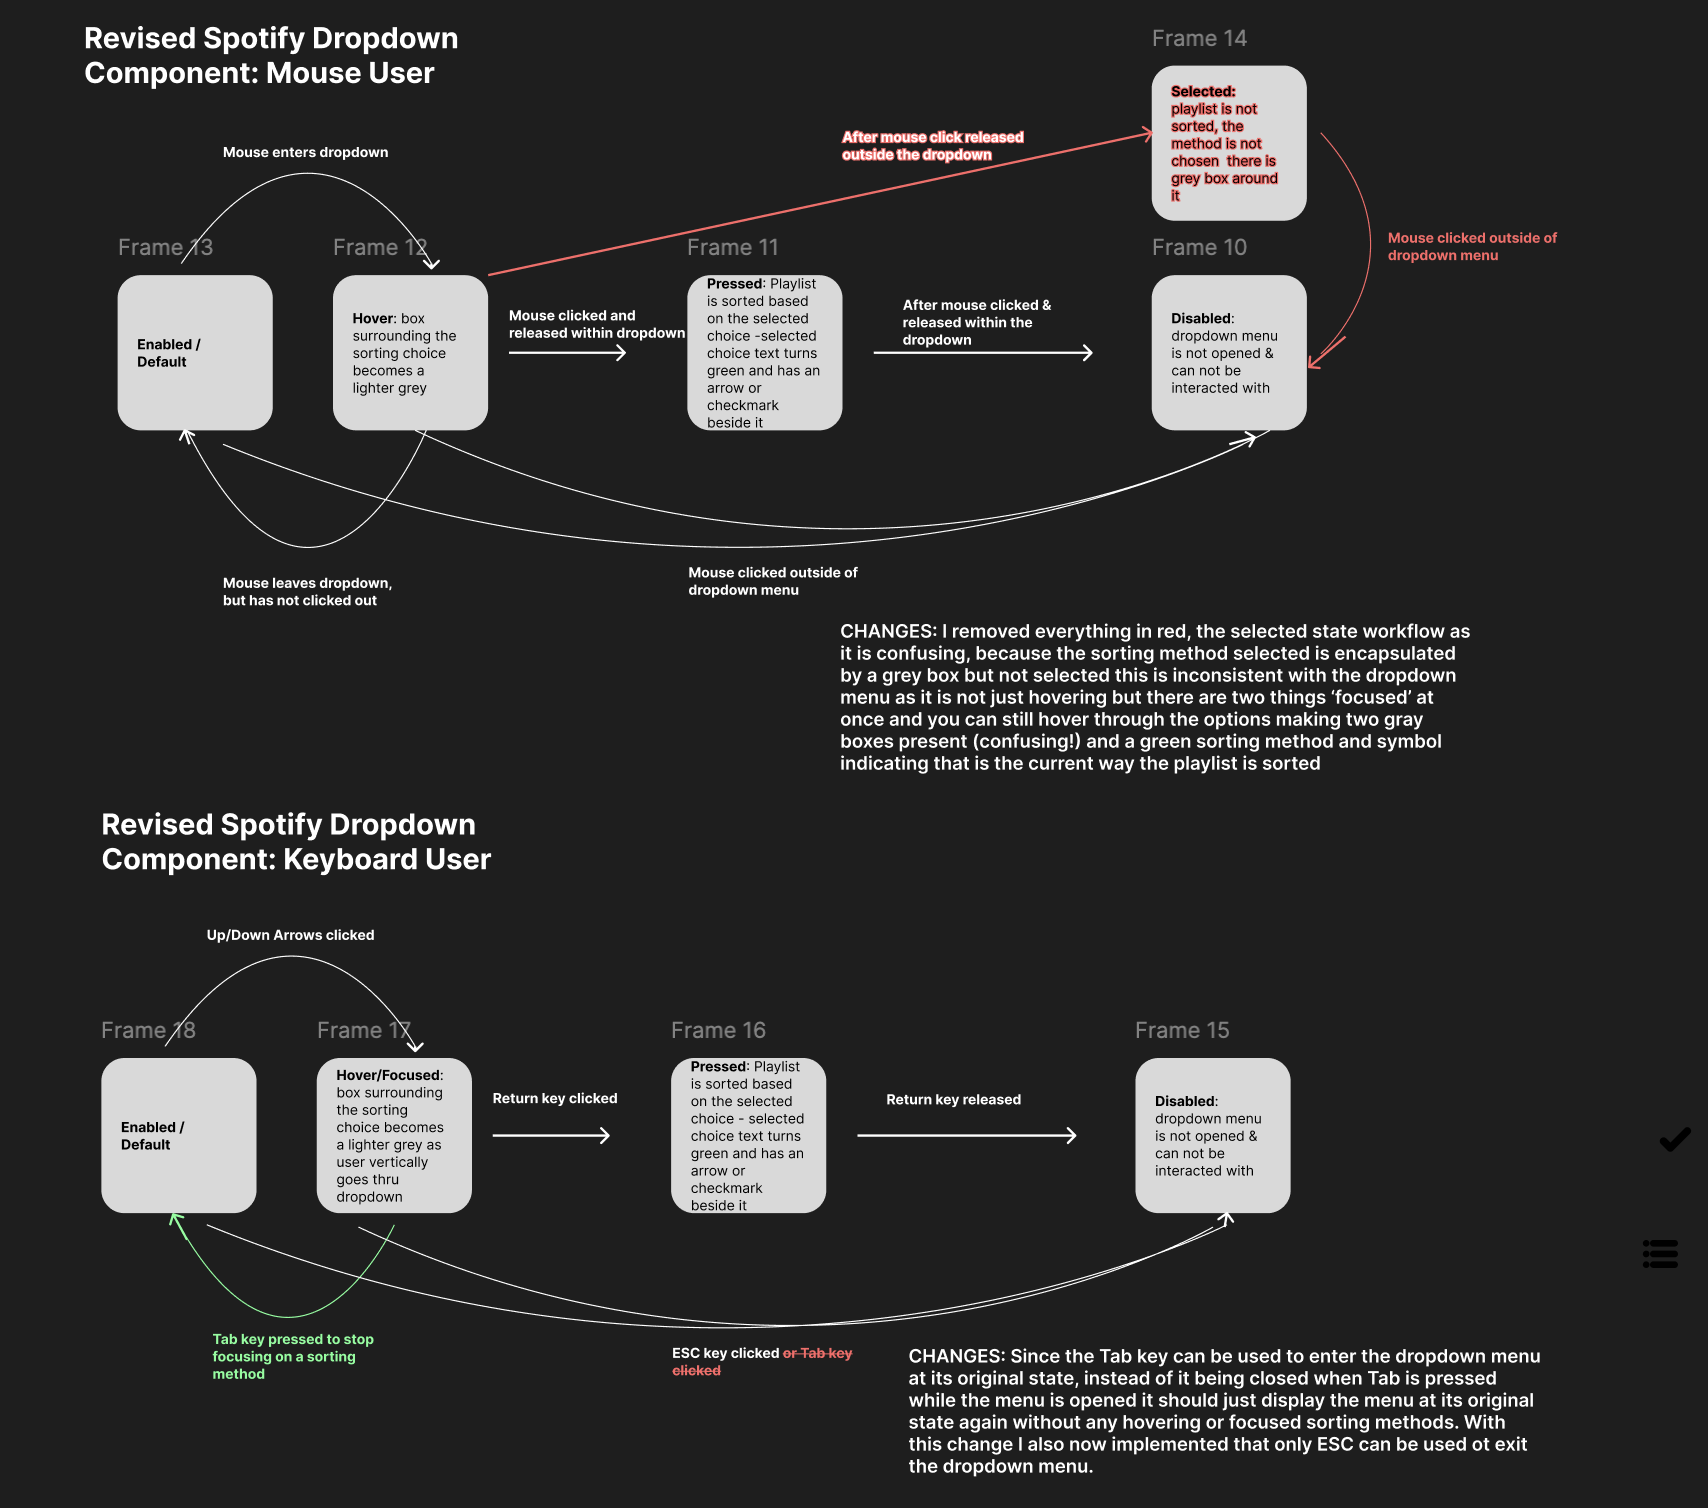 Revised Spotify Dropdown
Component: Mouse User
Frame 14
Selected:
playlist is not
sorted, the
method is not
chosen  there is
grey box around
it
After mouse click released
outside the dropdown
Mouse enters dropdown
Mouse clicked outside of
dropdown menu
Frame 13
Frame 12
Frame 11
Frame 10
Enabled /
Default
Hover: box
surrounding the
sorting choice
becomes a
lighter grey
Mouse clicked and
released within dropdown
Pressed: Playlist
is sorted based
on the selected
choice -selected
choice text turns
green and has an
arrow or
checkmark
beside it
After mouse clicked &
released within the
dropdown
Disabled:
dropdown menu
is not opened &
can not be
interacted with
Mouse leaves dropdown,
but has not clicked out
Mouse clicked outside of
dropdown menu
CHANGES: I removed everything in red, the selected state workflow as
it is confusing, because the sorting method selected is encapsulated
by a grey box but not selected this is inconsistent with the dropdown
menu as it is not just hovering but there are two things ‘focused’ at
once and you can still hover through the options making two gray
boxes present (confusing!) and a green sorting method and symbol
indicating that is the current way the playlist is sorted
Revised Spotify Dropdown
Component: Keyboard User
Up/Down Arrows clicked
Frame 18
Frame 17
Frame 16
Frame 15
Enabled /
Default
Hover/Focused:
box surrounding
the sorting
choice becomes
a lighter grey as
user vertically
goes thru
dropdown
Return key clicked
Pressed: Playlist
is sorted based
on the selected
choice - selected
choice text turns
green and has an
arrow or
checkmark
beside it
Return key released
Disabled:
dropdown menu
is not opened &
can not be
interacted with
Tab key pressed to stop
focusing on a sorting
method
ESC key clicked or Tab key
clicked
CHANGES: Since the Tab key can be used to enter the dropdown menu
at its original state, instead of it being closed when Tab is pressed
while the menu is opened it should just display the menu at its original
state again without any hovering or focused sorting methods. With
this change I also now implemented that only ESC can be used ot exit
the dropdown menu.